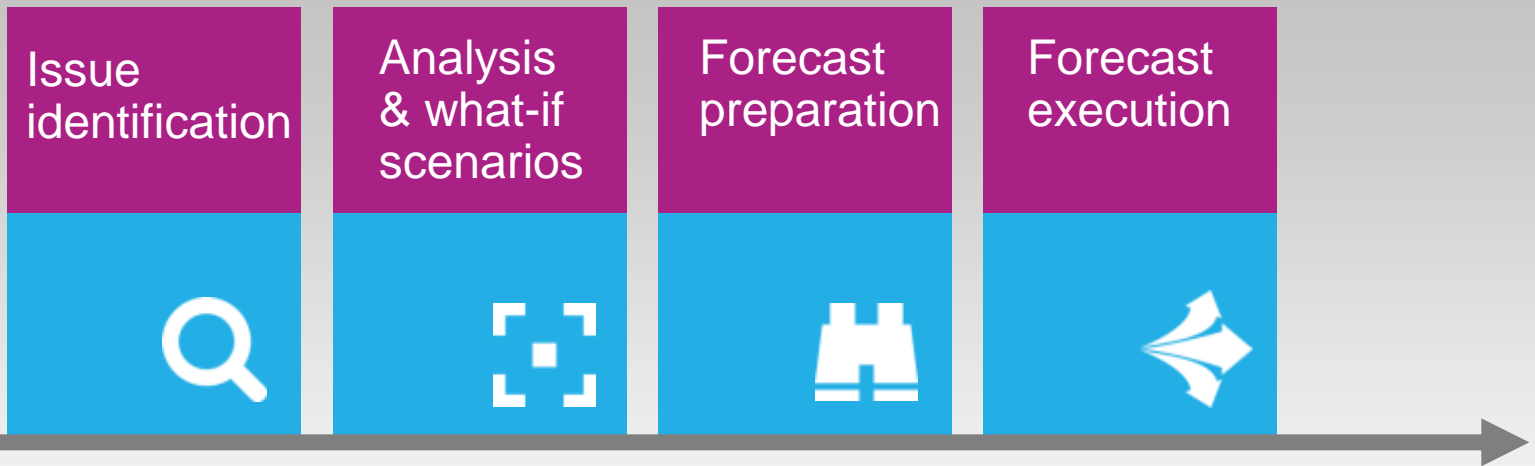 Issue
identification
Analysis
& what-if
scenarios
Forecast
preparation
Forecast
execution